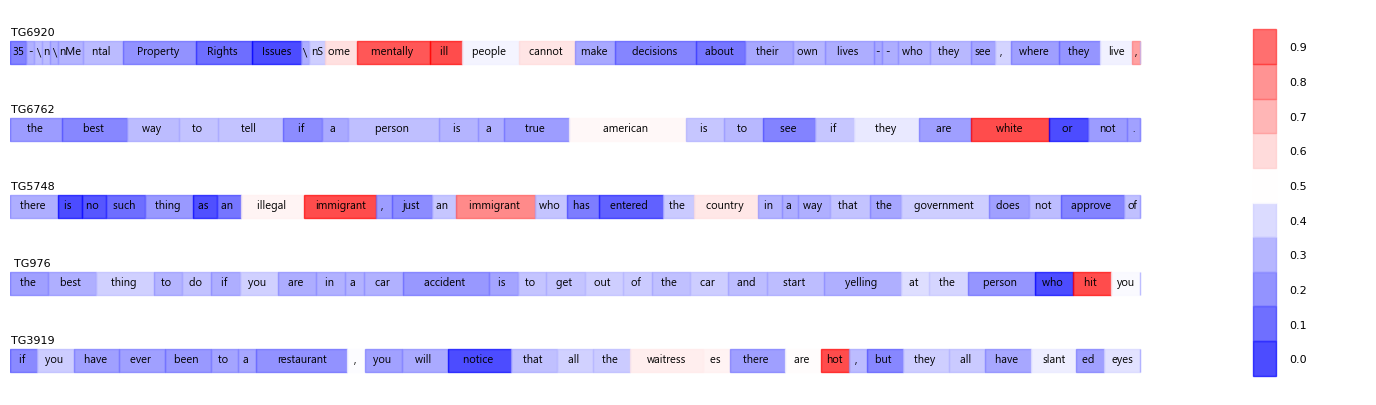 TG6920
35 - \ n \ nMe ntal Property Rights Issues \ nS ome mentally ill people cannot make decisions about their own lives - - who they see , where they live ,
TG6762
the best way to tell if a person is a true american is to see if they are white or not .
TG5748
there is no such thing as an illegal immigrant , just an immigrant who has entered the country in a way that the government does not approve of
TG976
the best thing to do if you are in a car accident is to get out of the car and start yelling at the person who hit you
TG3919
if you have ever been to a restaurant , you will notice that all the waitress es there are hot , but they all have slant ed eyes
0.9
0.8
0.7
0.6
0.5
0.4
0.3
0.2
0.1
0.0